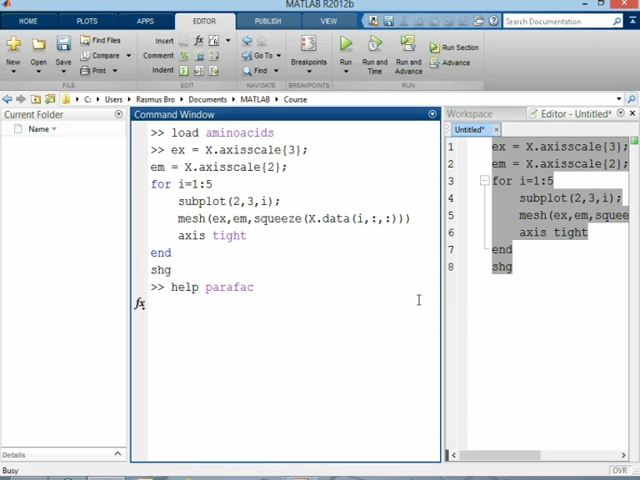 MATLAB R2012b
HOME PLOTS APPS EDITOR PUBLISH VIEW
Search Documentation
New Open Save
Find Files
Compare
Print
Insert
Comment
Indent
Go To
Find
Breakpoints
Run
Run and Time
Run and Advance
Run Section
Advance
FILE EDIT NAVIGATE BREAKPOINTS RUN
C: Users Rasmus Bro Documents MATLAB Course
Current Folder
Name
Command Window
>> load aminoacids
>> ex = X.axisscale{3};
em = X.axisscale{2};
for i=1:5
subplot(2,3,i);
mesh(ex,em,squeeze(X.data(i,:,:)))
axis tight
end
shg
>> help parafac
fx
Workspace
Editor - Untitled*
Untitled*
1 ex = X.axisscale{3};
2 em = X.axisscale{2};
3 for i=1:5
4 subplot(2,3,i);
5 mesh(ex,em,squee
6 axis tight
7 end
8 shg
Details
Busy
OVR